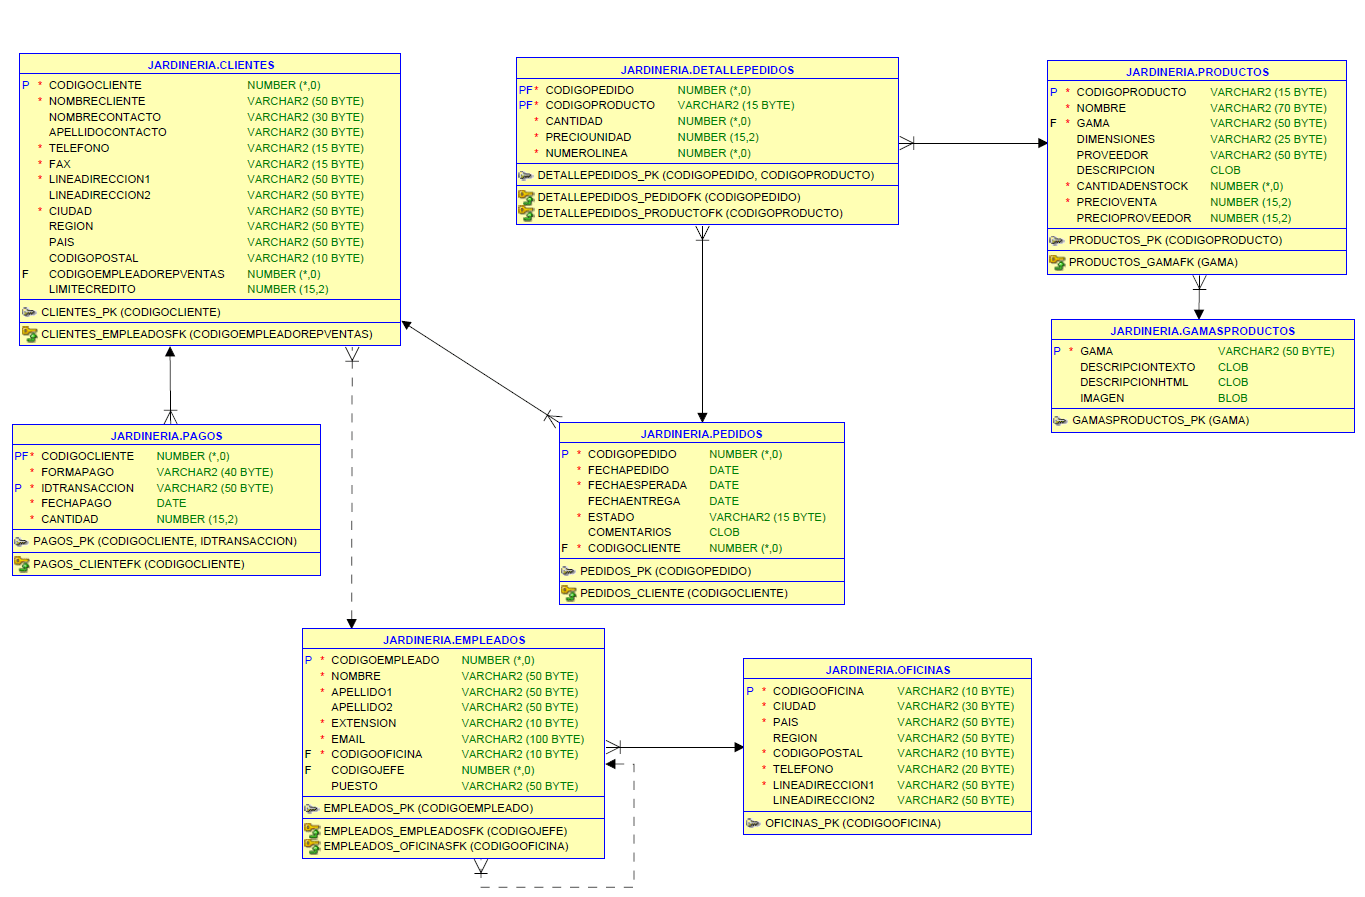 JARDINERIA.CLIENTES
P * CODIGOCLIENTE NUMBER (*,0)
* NOMBRECLIENTE VARCHAR2 (50 BYTE)
NOMBRECONTACTO VARCHAR2 (30 BYTE)
APELLIDOCONTACTO VARCHAR2 (30 BYTE)
* TELEFONO VARCHAR2 (15 BYTE)
* FAX VARCHAR2 (15 BYTE)
* LINEADIRECCION1 VARCHAR2 (50 BYTE)
LINEADIRECCION2 VARCHAR2 (50 BYTE)
* CIUDAD VARCHAR2 (50 BYTE)
REGION VARCHAR2 (50 BYTE)
PAIS VARCHAR2 (50 BYTE)
CODIGOPOSTAL VARCHAR2 (10 BYTE)
F CODIGOEMPLEADOREPVENTAS NUMBER (*,0)
LIMITECREDITO NUMBER (15,2)
CLIENTES_PK (CODIGOCLIENTE)
CLIENTES_EMPLEADOSFK (CODIGOEMPLEADOREPVENTAS)
JARDINERIA.DETALLEPEDIDOS
PF* CODIGOPEDIDO NUMBER (*,0)
PF* CODIGOPRODUCTO VARCHAR2 (15 BYTE)
* CANTIDAD NUMBER (*,0)
* PRECIOUNIDAD NUMBER (15,2)
* NUMEROLINEA NUMBER (*,0)
DETALLEPEDIDOS_PK (CODIGOPEDIDO, CODIGOPRODUCTO)
DETALLEPEDIDOS_PEDIDOFK (CODIGOPEDIDO)
DETALLEPEDIDOS_PRODUCTOFK (CODIGOPRODUCTO)
JARDINERIA.PRODUCTOS
P * CODIGOPRODUCTO VARCHAR2 (15 BYTE)
* NOMBRE VARCHAR2 (70 BYTE)
F * GAMA VARCHAR2 (50 BYTE)
DIMENSIONES VARCHAR2 (25 BYTE)
PROVEEDOR VARCHAR2 (50 BYTE)
DESCRIPCION CLOB
* CANTIDADENSTOCK NUMBER (*,0)
* PRECIOVENTA NUMBER (15,2)
PRECIOPROVEEDOR NUMBER (15,2)
PRODUCTOS_PK (CODIGOPRODUCTO)
PRODUCTOS_GAMAFK (GAMA)
JARDINERIA.GAMASPRODUCTOS
P * GAMA VARCHAR2 (50 BYTE)
DESCRIPCIONTEXTO CLOB
DESCRIPCIONHTML CLOB
IMAGEN BLOB
GAMASPRODUCTOS_PK (GAMA)
JARDINERIA.PAGOS
PF* CODIGOCLIENTE NUMBER (*,0)
* FORMAPAGO VARCHAR2 (40 BYTE)
P * IDTRANSACCION VARCHAR2 (50 BYTE)
* FECHAPAGO DATE
* CANTIDAD NUMBER (15,2)
PAGOS_PK (CODIGOCLIENTE, IDTRANSACCION)
PAGOS_CLIENTEFK (CODIGOCLIENTE)
JARDINERIA.PEDIDOS
P * CODIGOPEDIDO NUMBER (*,0)
* FECHAPEDIDO DATE
* FECHAESPERADA DATE
FECHAENTREGA DATE
* ESTADO VARCHAR2 (15 BYTE)
COMENTARIOS CLOB
F * CODIGOCLIENTE NUMBER (*,0)
PEDIDOS_PK (CODIGOPEDIDO)
PEDIDOS_CLIENTE (CODIGOCLIENTE)
JARDINERIA.EMPLEADOS
P * CODIGOEMPLEADO NUMBER (*,0)
* NOMBRE VARCHAR2 (50 BYTE)
* APELLIDO1 VARCHAR2 (50 BYTE)
APELLIDO2 VARCHAR2 (50 BYTE)
* EXTENSION VARCHAR2 (10 BYTE)
* EMAIL VARCHAR2 (100 BYTE)
F * CODIGOOFICINA VARCHAR2 (10 BYTE)
F CODIGOJEFE NUMBER (*,0)
PUESTO VARCHAR2 (50 BYTE)
EMPLEADOS_PK (CODIGOEMPLEADO)
EMPLEADOS_EMPLEADOSFK (CODIGOJEFE)
EMPLEADOS_OFICINASFK (CODIGOOFICINA)
JARDINERIA.OFICINAS
P * CODIGOOFICINA VARCHAR2 (10 BYTE)
* CIUDAD VARCHAR2 (30 BYTE)
* PAIS VARCHAR2 (50 BYTE)
REGION VARCHAR2 (50 BYTE)
* CODIGOPOSTAL VARCHAR2 (10 BYTE)
* TELEFONO VARCHAR2 (20 BYTE)
* LINEADIRECCION1 VARCHAR2 (50 BYTE)
LINEADIRECCION2 VARCHAR2 (50 BYTE)
OFICINAS_PK (CODIGOOFICINA)